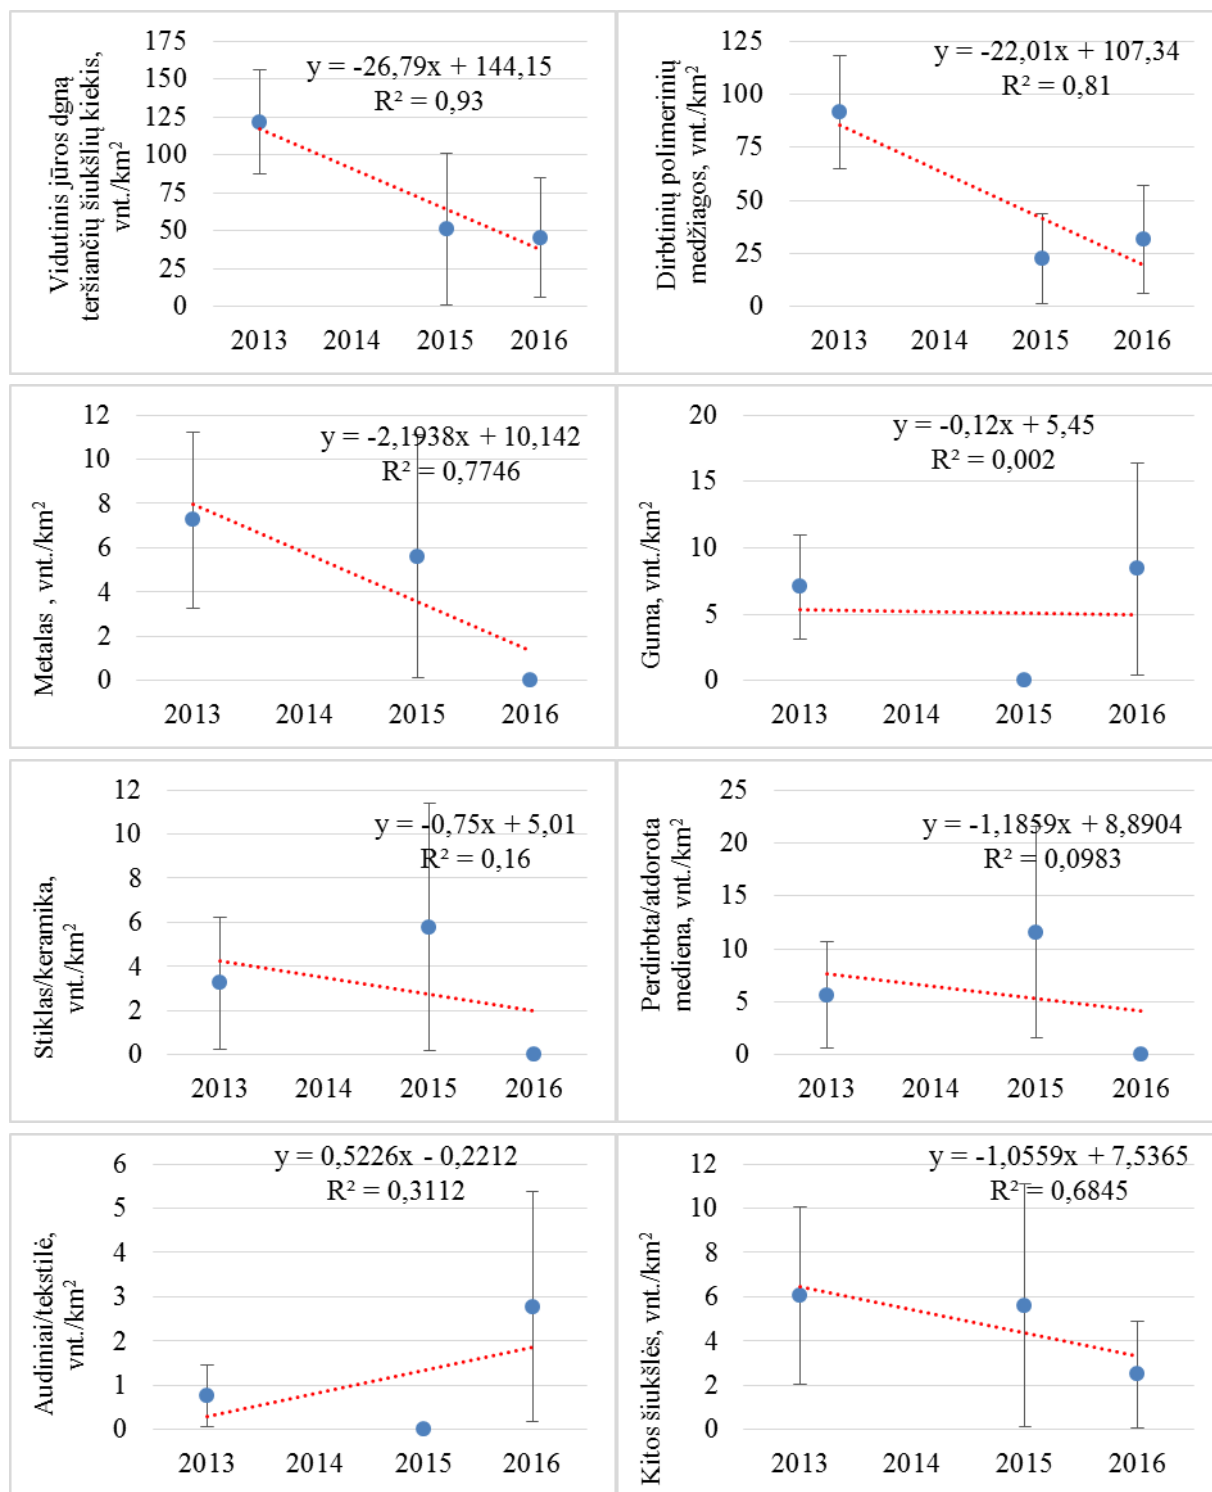 Vidutinis jūros dgną
teršiančių šiukšlių kiekis,
vnt./km²
175
150
125
100
75
50
25
0
y = -26,79x + 144,15
R² = 0,93
2013 2014 2015 2016
Dirbtinių polimerinių
medžiagos, vnt./km²
125
100
75
50
25
0
y = -22,01x + 107,34
R² = 0,81
2013 2014 2015 2016
Metalas , vnt./km²
12
10
8
6
4
2
0
y = -2,1938x + 10,142
R² = 0,7746
2013 2014 2015 2016
Guma, vnt./km²
20
15
10
5
0
y = -0,12x + 5,45
R² = 0,002
2013 2014 2015 2016
Stiklas/keramika,
vnt./km²
12
10
8
6
4
2
0
y = -0,75x + 5,01
R² = 0,16
2013 2014 2015 2016
Perdirbta/atdorota
mediena, vnt./km²
25
20
15
10
5
0
y = -1,1859x + 8,8904
R² = 0,0983
2013 2014 2015 2016
Audiniai/tekstilė,
vnt./km²
6
5
4
3
2
1
0
y = 0,5226x - 0,2212
R² = 0,3112
2013 2014 2015 2016
Kitos šiukšlės, vnt./km²
12
10
8
6
4
2
0
y = -1,0559x + 7,5365
R² = 0,6845
2013 2014 2015 2016